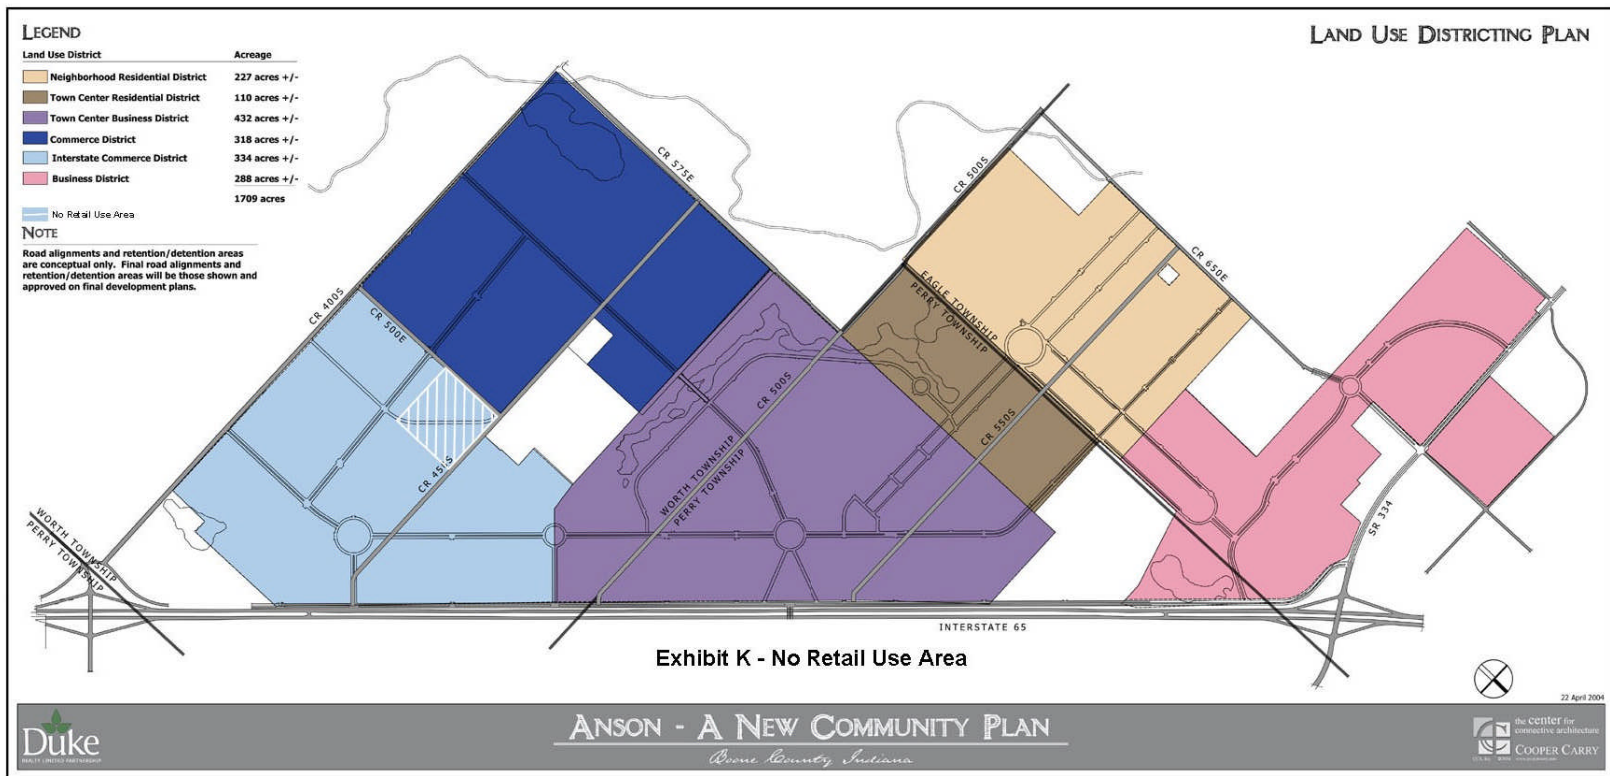 LEGEND
LAND USE DISTRICTING PLAN
Land Use District Acreage
Neighborhood Residential District 227 acres +/-
Town Center Residential District 110 acres +/-
Town Center Business District 432 acres +/-
Commerce District 318 acres +/-
Interstate Commerce District 334 acres +/-
Business District 288 acres +/-
1709 acres
No Retail Use Area
NOTE
Road alignments and retention/detention areas
are conceptual only. Final road alignments and
retention/detention areas will be those shown and
approved on final development plans.
CR 575E
CR 500S
CR 650E
CR 400S
CR 500E
EAGLE TOWNSHIP
PERRY TOWNSHIP
CR 500S
CR 550S
WORTH TOWNSHIP
PERRY TOWNSHIP
SR 334
WORTH TOWNSHIP
PERRY TOWNSHIP
INTERSTATE 65
Exhibit K - No Retail Use Area
22 April 2004
Duke
REALTY LIMITED PARTNERSHIP
ANSON - A NEW COMMUNITY PLAN
Boone County, Indiana
the center for
connective architecture
COOPER CARRY